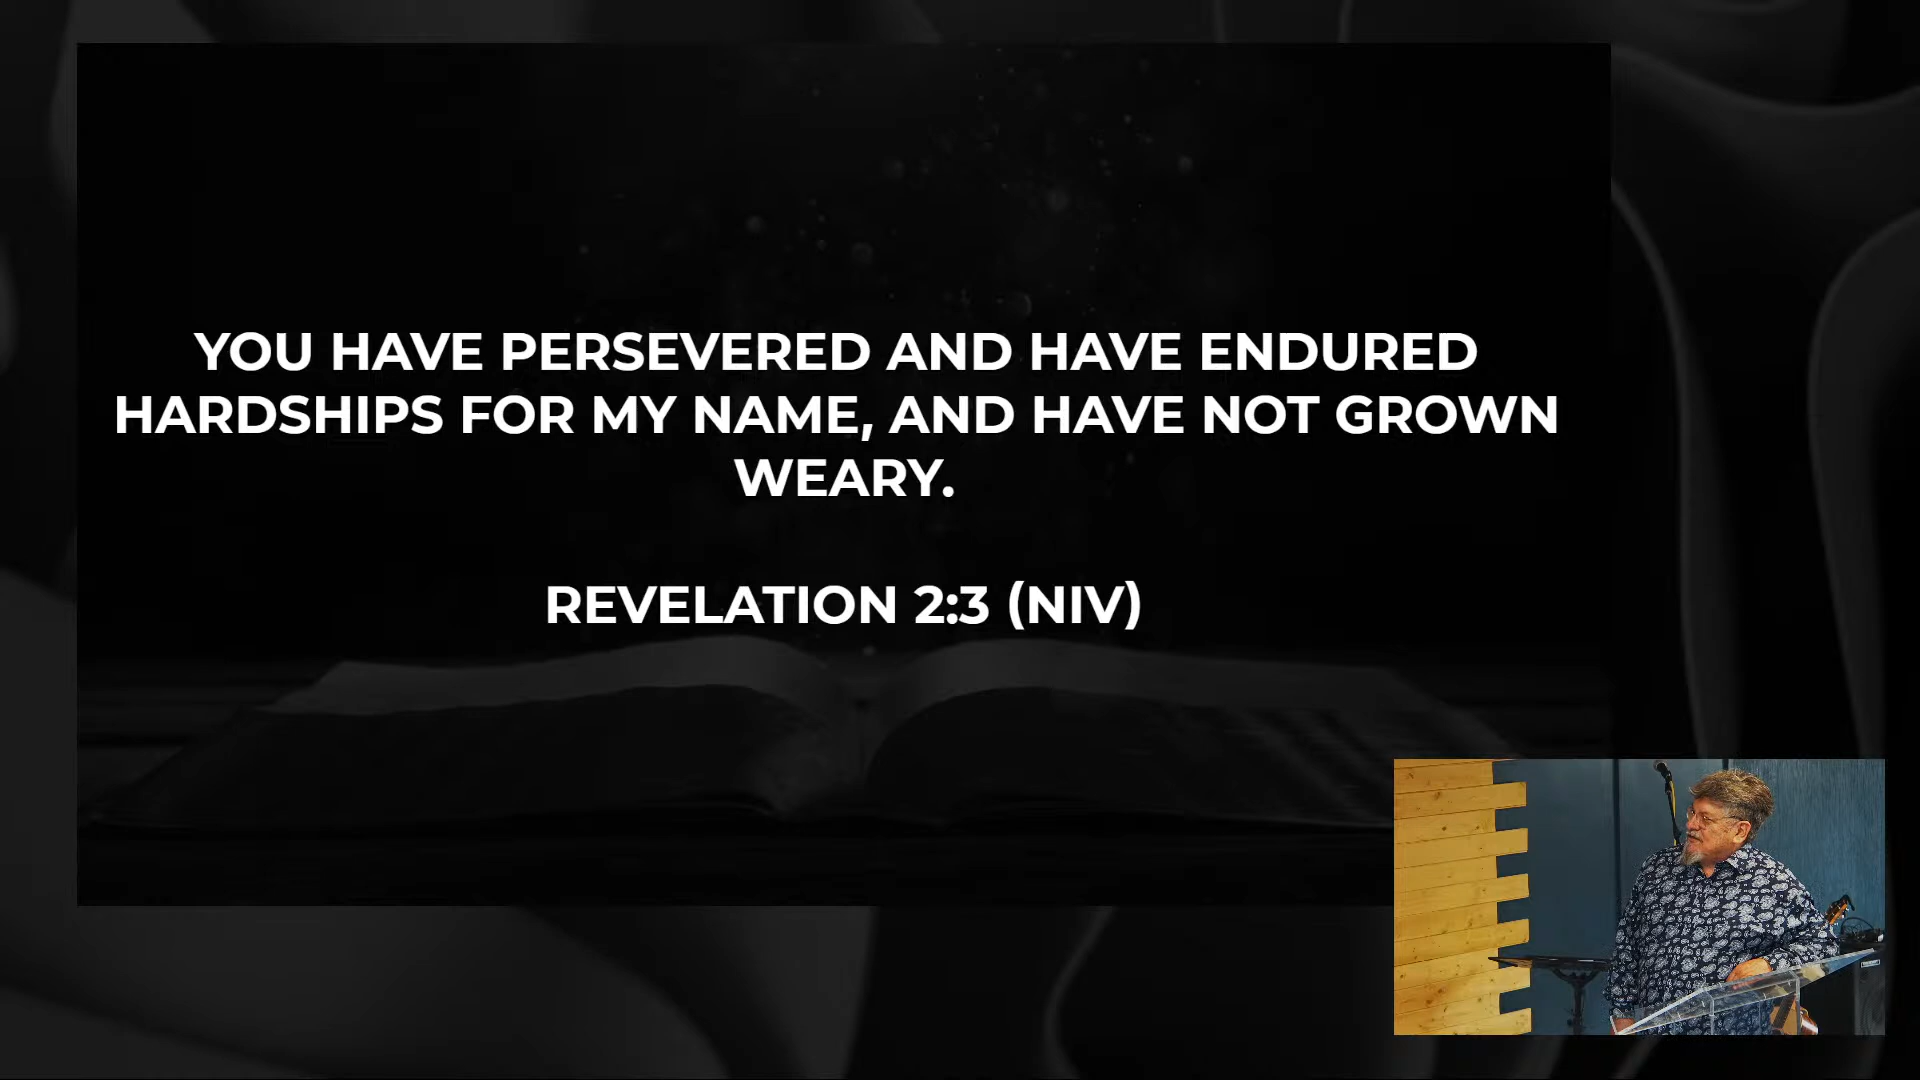 YOU HAVE PERSEVERED AND HAVE ENDURED
HARDSHIPS FOR MY NAME, AND HAVE NOT GROWN
WEARY.
REVELATION 2:3 (NIV)